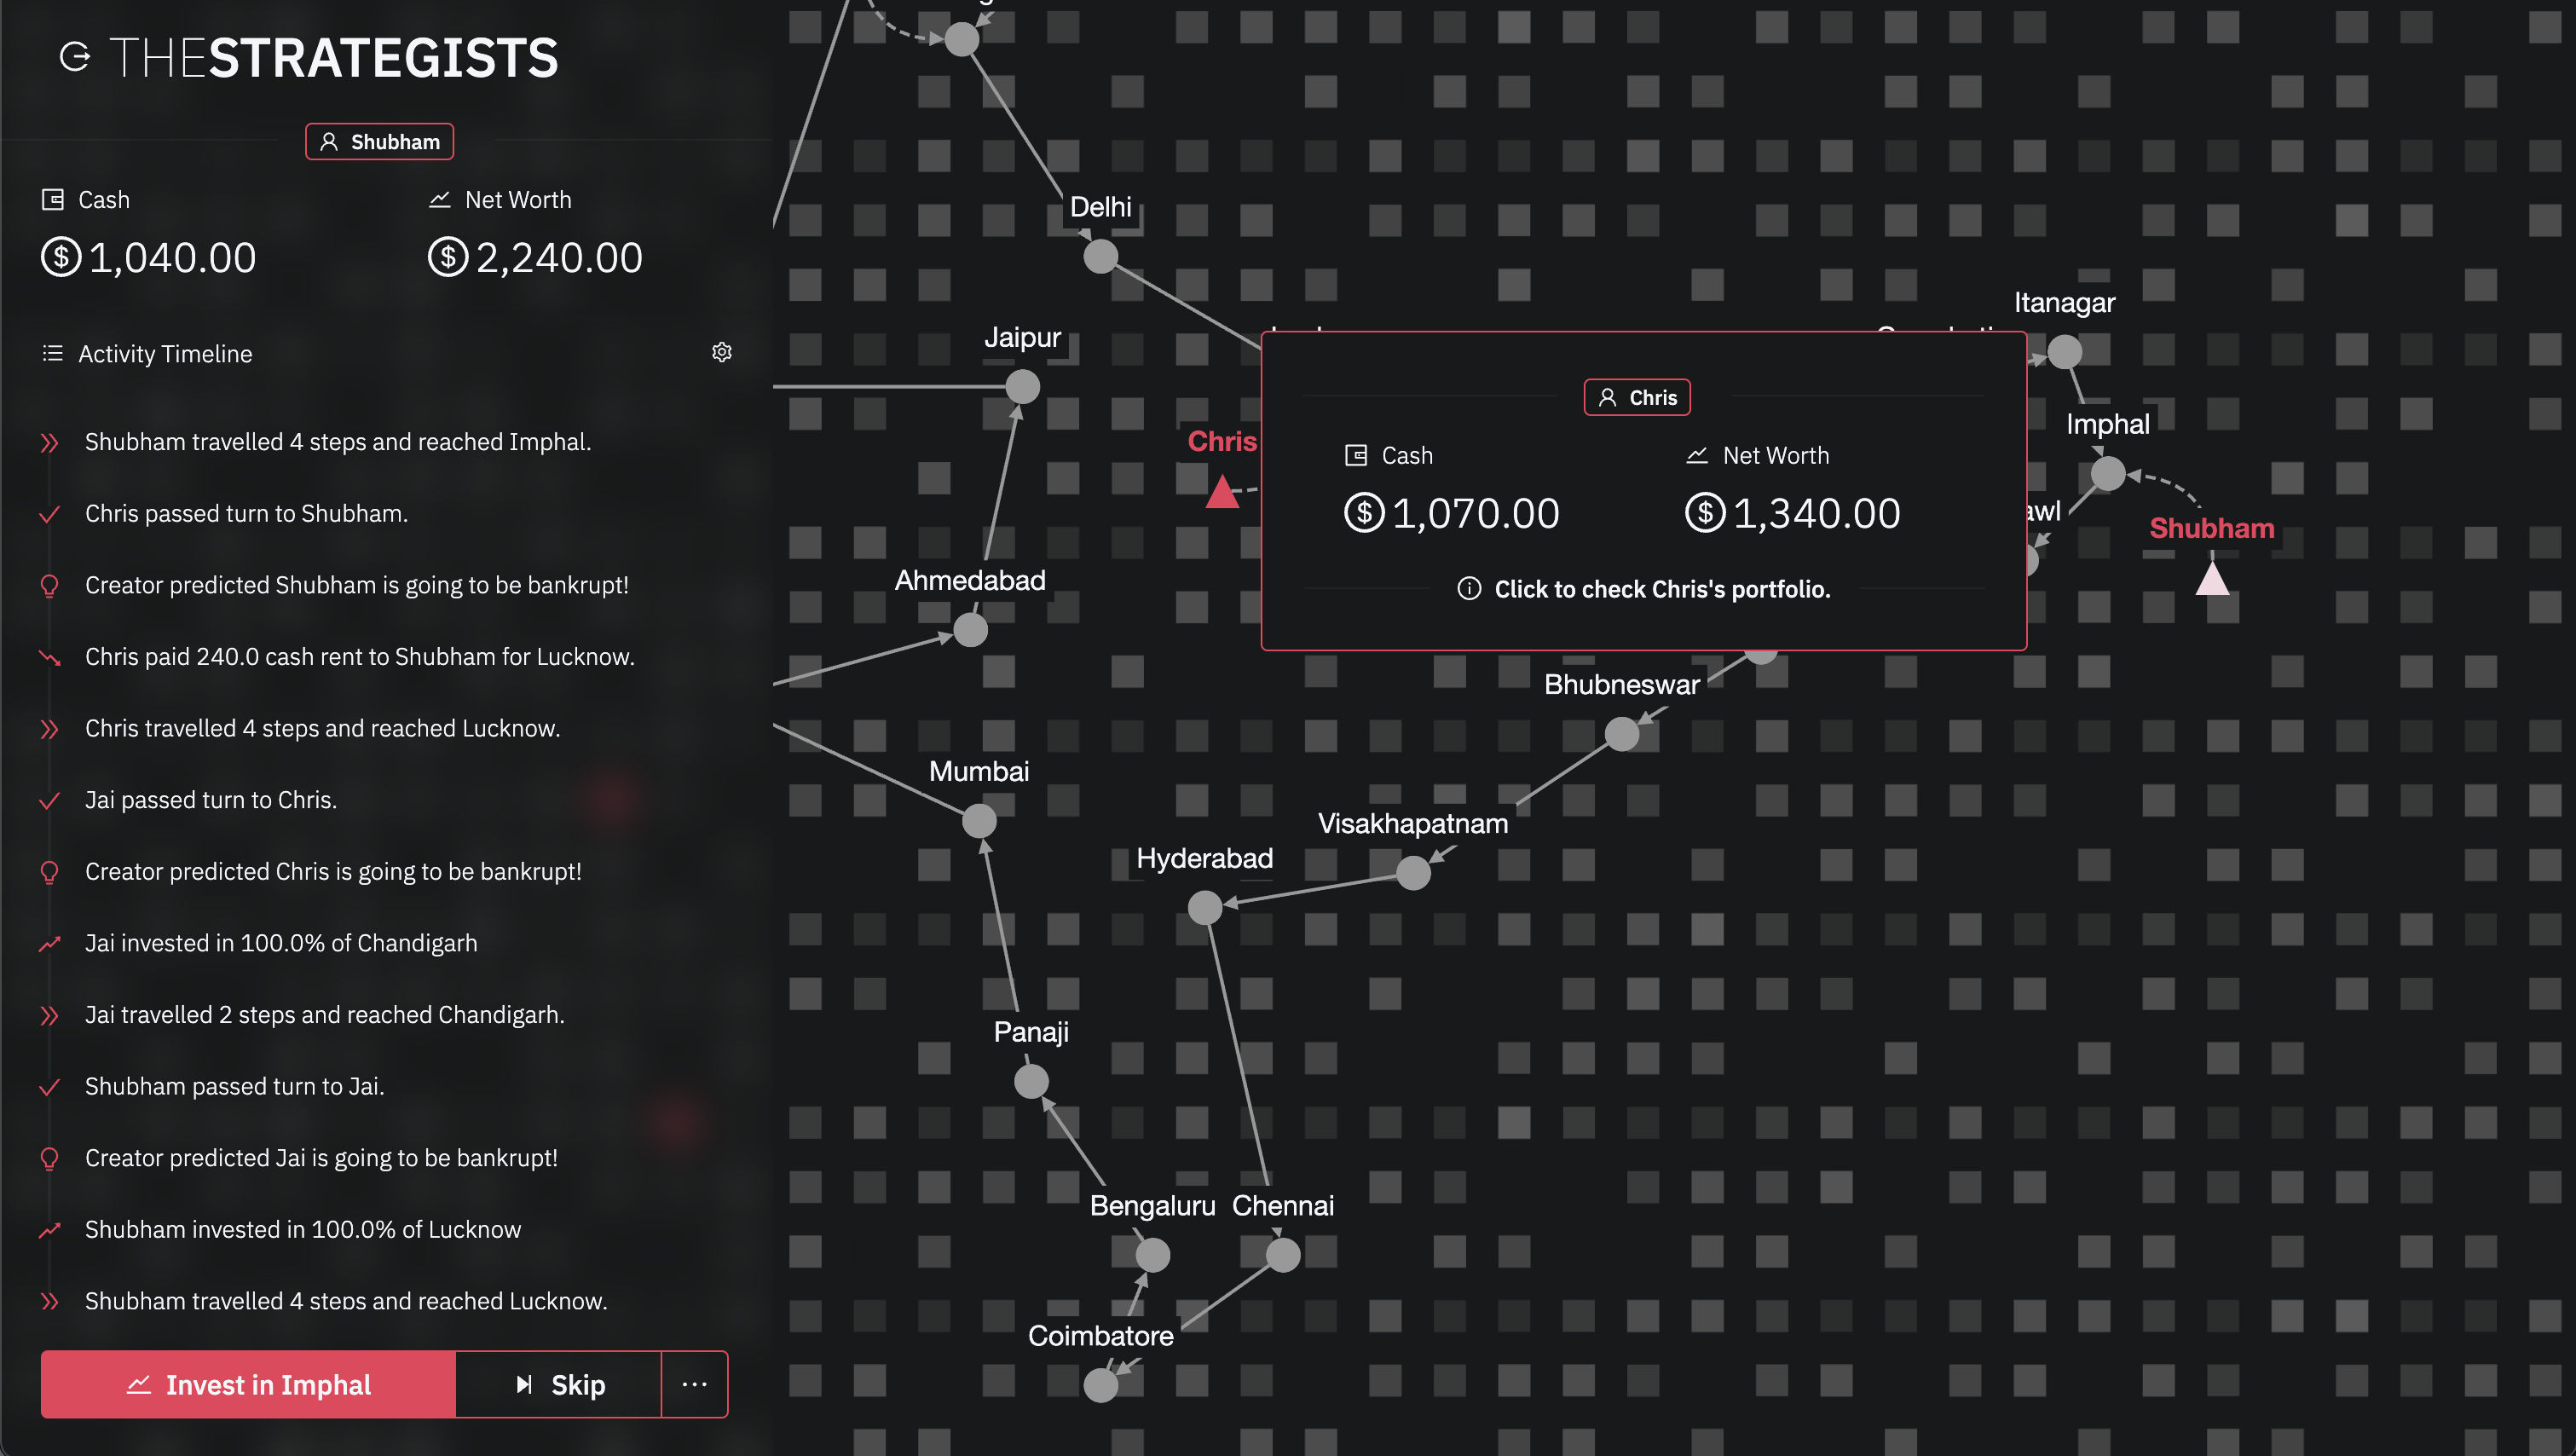 THESTRATEGISTS
Shubham
Cash
Net Worth
$ 1,040.00
$ 2,240.00
Activity Timeline
Shubham travelled 4 steps and reached Imphal.
Chris passed turn to Shubham.
Creator predicted Shubham is going to be bankrupt!
Chris paid 240.0 cash rent to Shubham for Lucknow.
Chris travelled 4 steps and reached Lucknow.
Jai passed turn to Chris.
Creator predicted Chris is going to be bankrupt!
Jai invested in 100.0% of Chandigarh
Jai travelled 2 steps and reached Chandigarh.
Shubham passed turn to Jai.
Creator predicted Jai is going to be bankrupt!
Shubham invested in 100.0% of Lucknow
Shubham travelled 4 steps and reached Lucknow.
Invest in Imphal
Skip
...
Delhi
Itanagar
Jaipur
Imphal
Chris
Chris
Cash
Net Worth
$ 1,070.00
$ 1,340.00
Click to check Chris's portfolio.
awl
Shubham
Ahmedabad
Bhubneswar
Mumbai
Visakhapatnam
Hyderabad
Panaji
Bengaluru
Chennai
Coimbatore